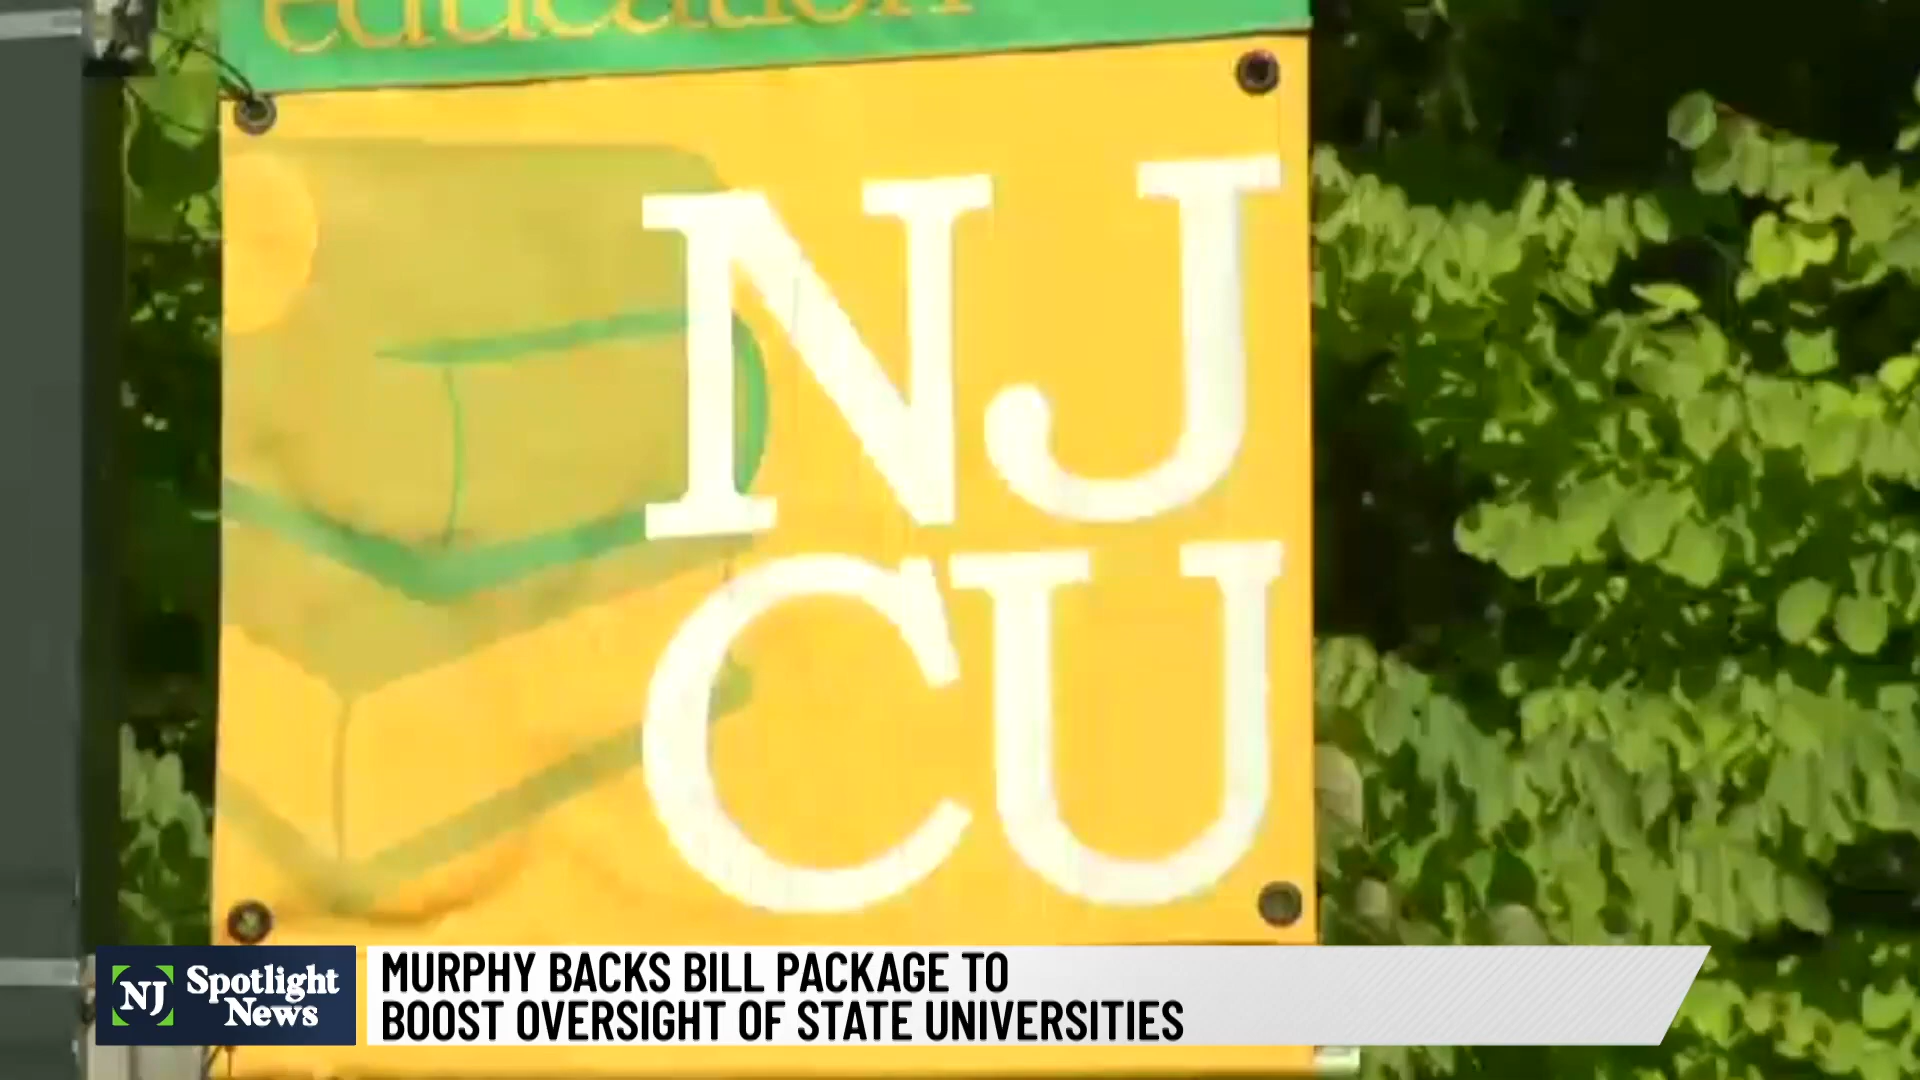 education
NJ
CU
NJ Spotlight News
MURPHY BACKS BILL PACKAGE TO
BOOST OVERSIGHT OF STATE UNIVERSITIES